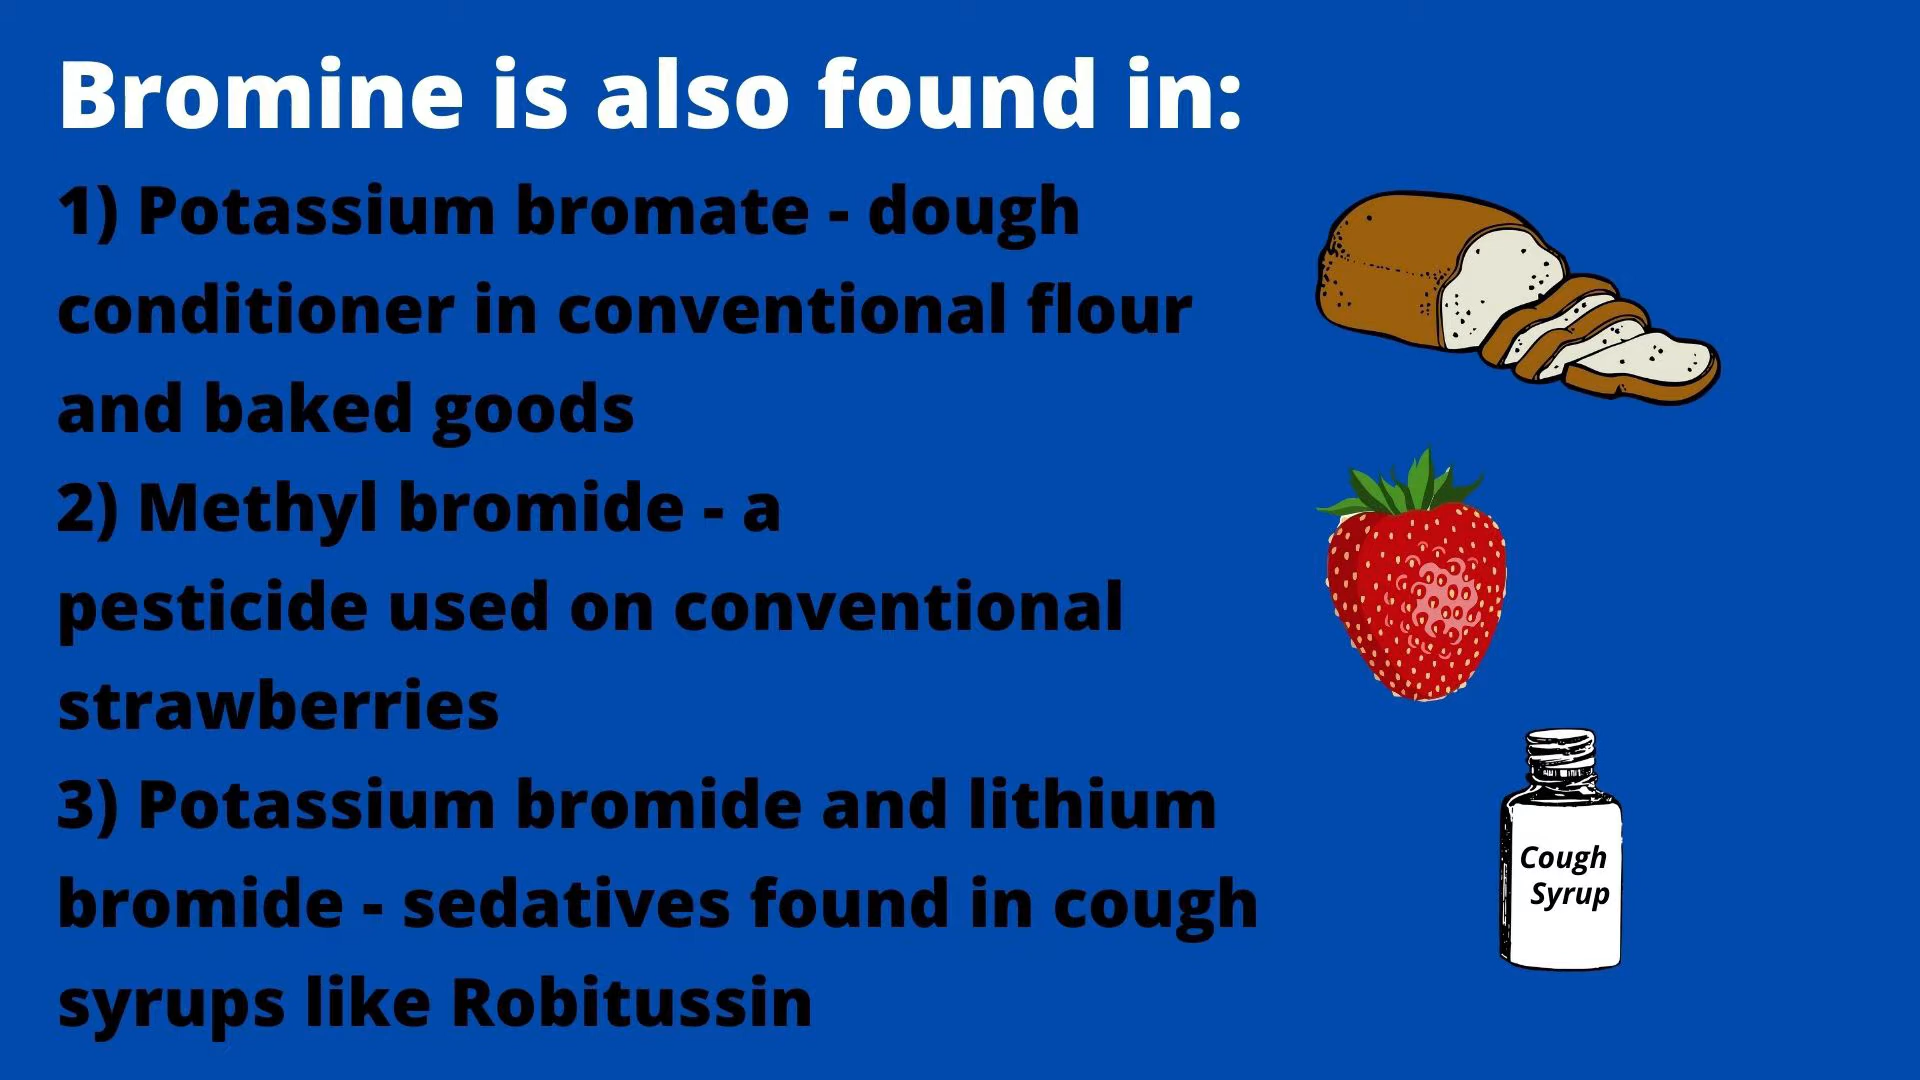 Bromine is also found in:
1) Potassium bromate - dough
conditioner in conventional flour
and baked goods
2) Methyl bromide - a
pesticide used on conventional
strawberries
3) Potassium bromide and lithium
bromide - sedatives found in cough
syrups like Robitussin
Cough
Syrup